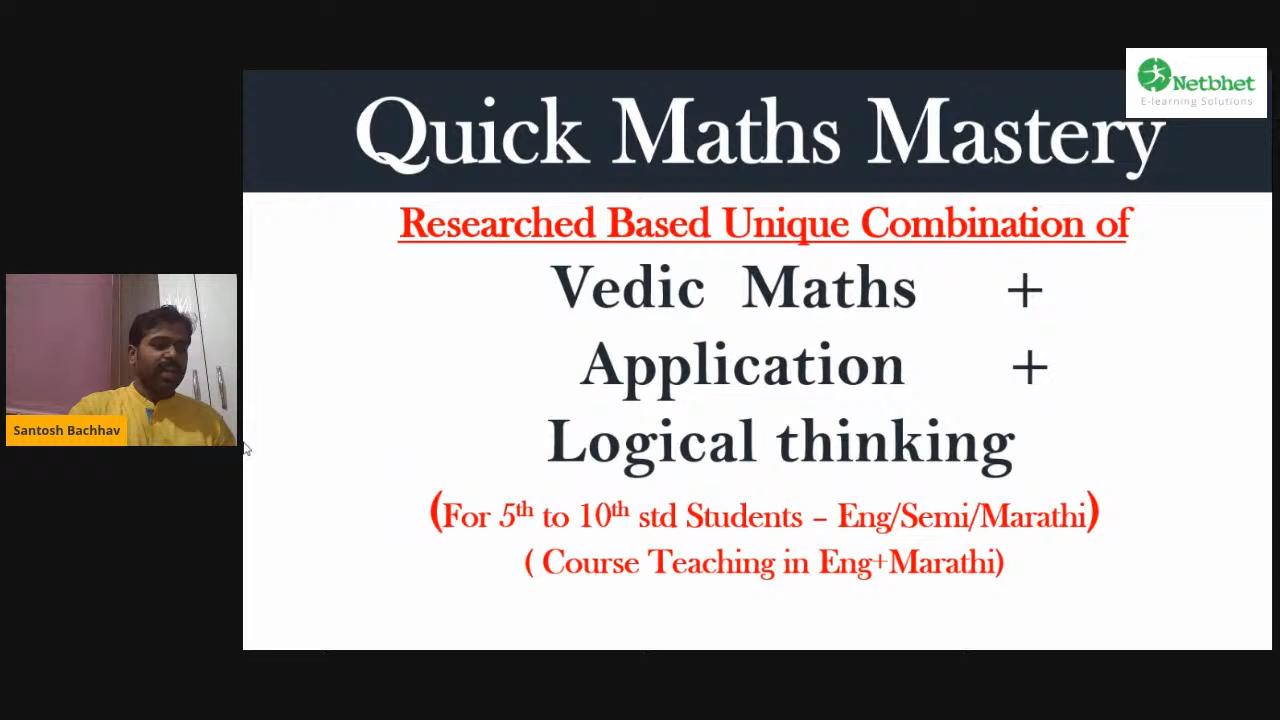 Netbhet
E-learning Solutions
Quick Maths Mastery
Researched Based Unique Combination of
Vedic Maths +
Application +
Logical thinking
(For 5th to 10th std Students – Eng/Semi/Marathi)
( Course Teaching in Eng+Marathi)
Santosh Bachhav